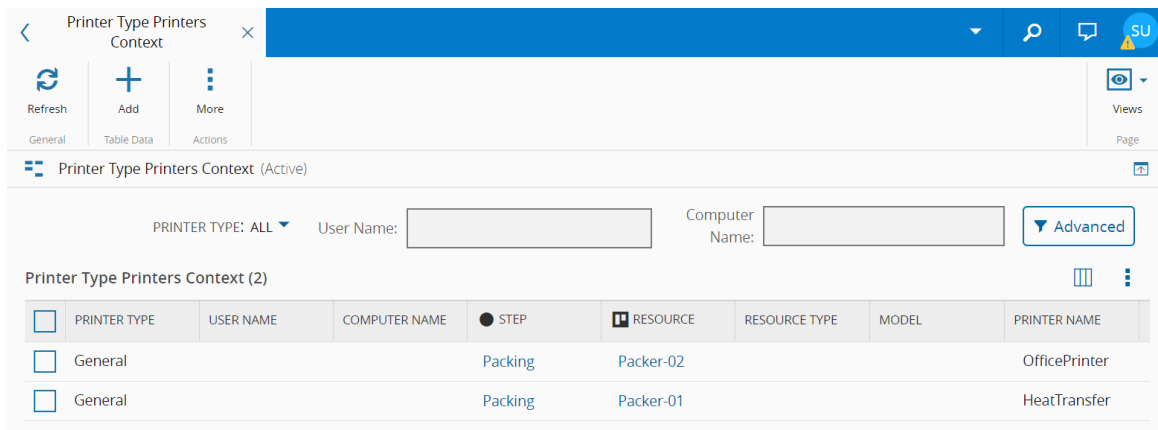 Printer Type Printers
Context
SU
Refresh
Add
More
Views
General
Table Data
Actions
Page
Printer Type Printers Context (Active)
PRINTER TYPE: ALL
User Name:
Computer
Name:
Advanced
Printer Type Printers Context (2)
PRINTER TYPE USER NAME COMPUTER NAME STEP RESOURCE RESOURCE TYPE MODEL PRINTER NAME
General Packing Packer-02 OfficePrinter
General Packing Packer-01 HeatTransfer